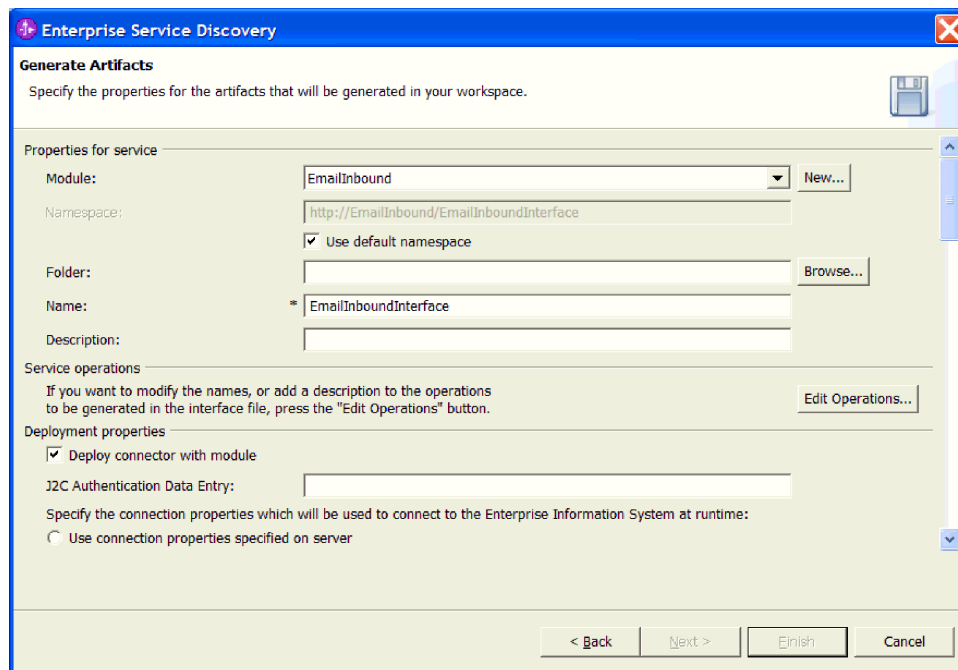 Enterprise Service Discovery
Generate Artifacts
Specify the properties for the artifacts that will be generated in your workspace.
Properties for service
Module: EmailInbound New...
Namespace: http://EmailInbound/EmailInboundInterface
Use default namespace
Folder: Browse...
Name: * EmailInboundInterface
Description:
Service operations
If you want to modify the names, or add a description to the operations
to be generated in the interface file, press the "Edit Operations" button.
Edit Operations...
Deployment properties
Deploy connector with module
J2C Authentication Data Entry:
Specify the connection properties which will be used to connect to the Enterprise Information System at runtime:
Use connection properties specified on server
< Back Next > Finish Cancel